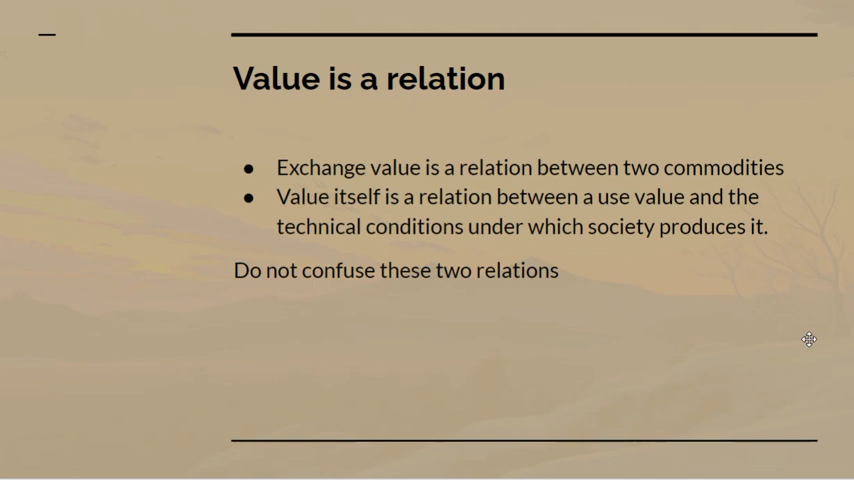 Value is a relation
● Exchange value is a relation between two commodities
● Value itself is a relation between a use value and the
technical conditions under which society produces it.
Do not confuse these two relations